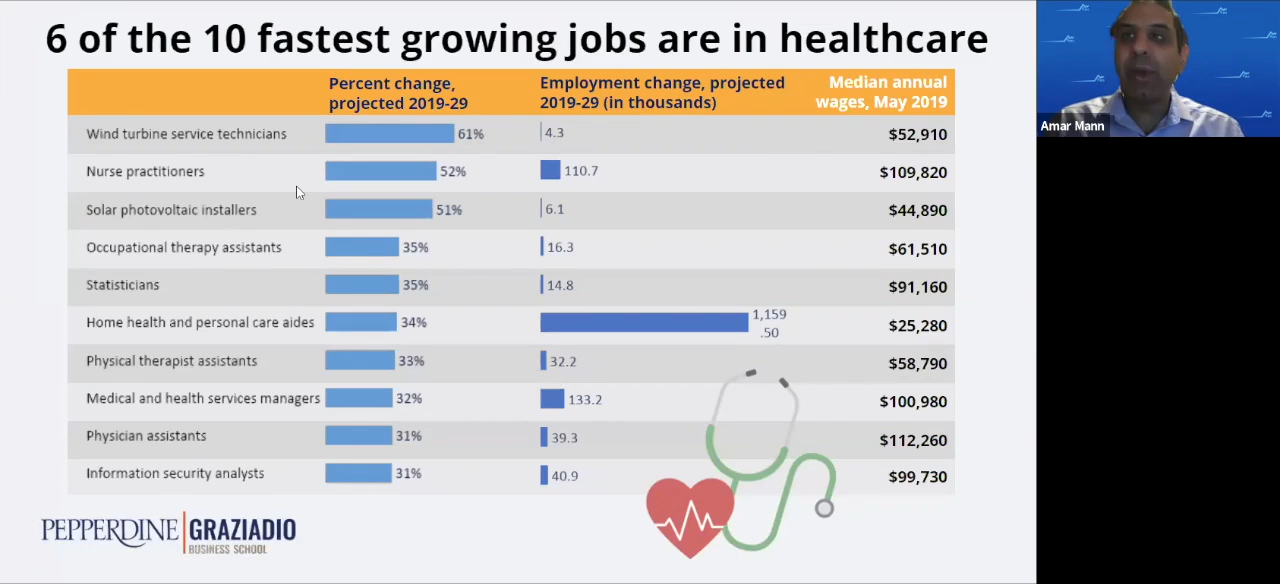 6 of the 10 fastest growing jobs are in healthcare
Amar Mann
Percent change, projected 2019-29
Employment change, projected 2019-29 (in thousands)
Median annual wages, May 2019
Wind turbine service technicians 61% 4.3 $52,910
Nurse practitioners 52% 110.7 $109,820
Solar photovoltaic installers 51% 6.1 $44,890
Occupational therapy assistants 35% 16.3 $61,510
Statisticians 35% 14.8 $91,160
Home health and personal care aides 34% 1,159.50 $25,280
Physical therapist assistants 33% 32.2 $58,790
Medical and health services managers 32% 133.2 $100,980
Physician assistants 31% 39.3 $112,260
Information security analysts 31% 40.9 $99,730
PEPPERDINE GRAZIADIO
BUSINESS SCHOOL